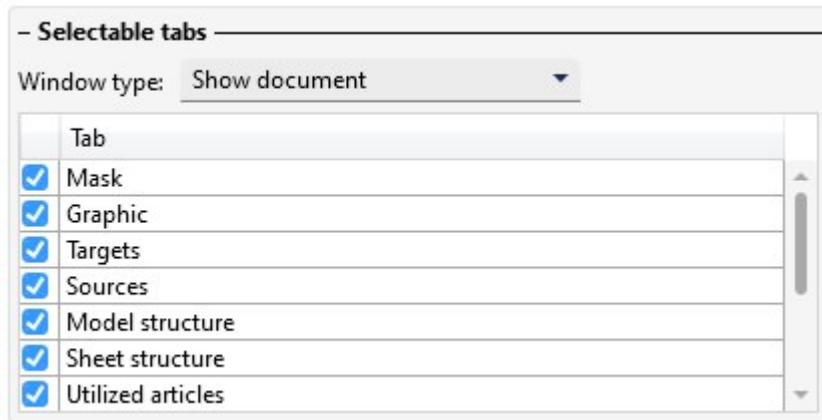 – Selectable tabs
Window type: Show document
Tab
Mask
Graphic
Targets
Sources
Model structure
Sheet structure
Utilized articles